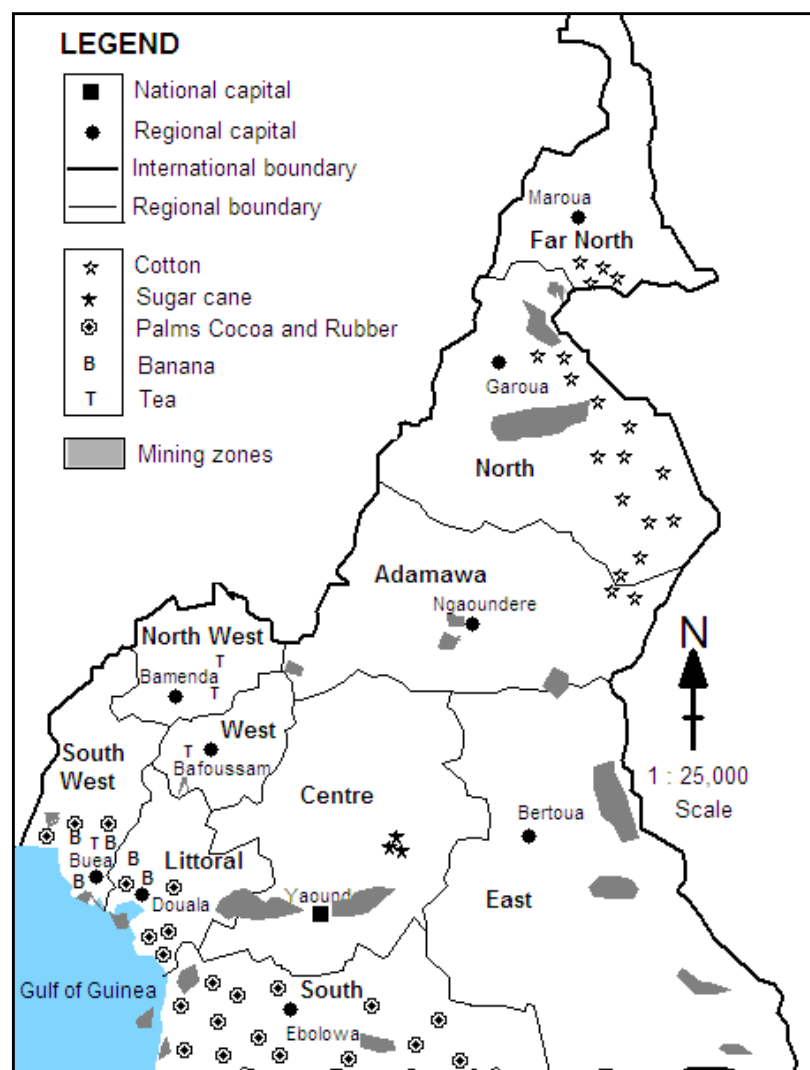 LEGEND
National capital
Regional capital
International boundary
Regional boundary
Cotton
Sugar cane
Palms Cocoa and Rubber
B Banana
T Tea
Mining zones
Maroua
Far North
Garoua
North
Adamawa
Ngaoundere
North West
T
Bamenda
T
N
West
T
Bafoussam
South
West
1 : 25,000
Scale
Centre
Bertoua
B
T
B
Buea
B
B
Littoral
B
Douala
Yaound
East
Gulf of Guinea
South
Ebolowa